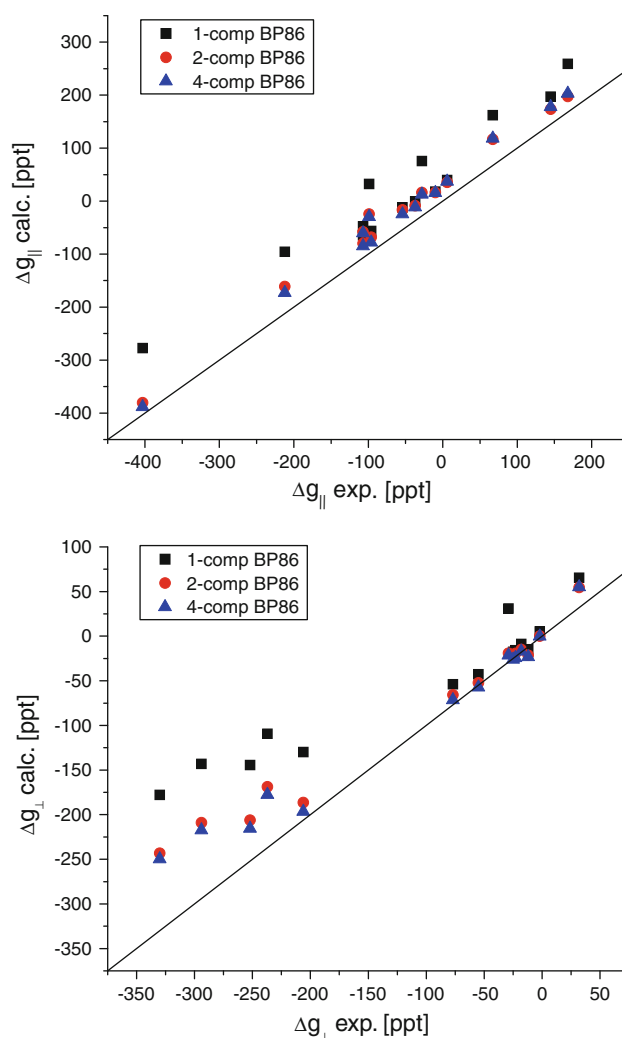 1-comp BP86
2-comp BP86
4-comp BP86
300
200
100
0
-100
-200
-300
-400
Δg|| calc. [ppt]
-400 -300 -200 -100 0 100 200
Δg|| exp. [ppt]
1-comp BP86
2-comp BP86
4-comp BP86
100
50
0
-50
-100
-150
-200
-250
-300
-350
Δg⊥ calc. [ppt]
-350 -300 -250 -200 -150 -100 -50 0 50
Δg⊥ exp. [ppt]